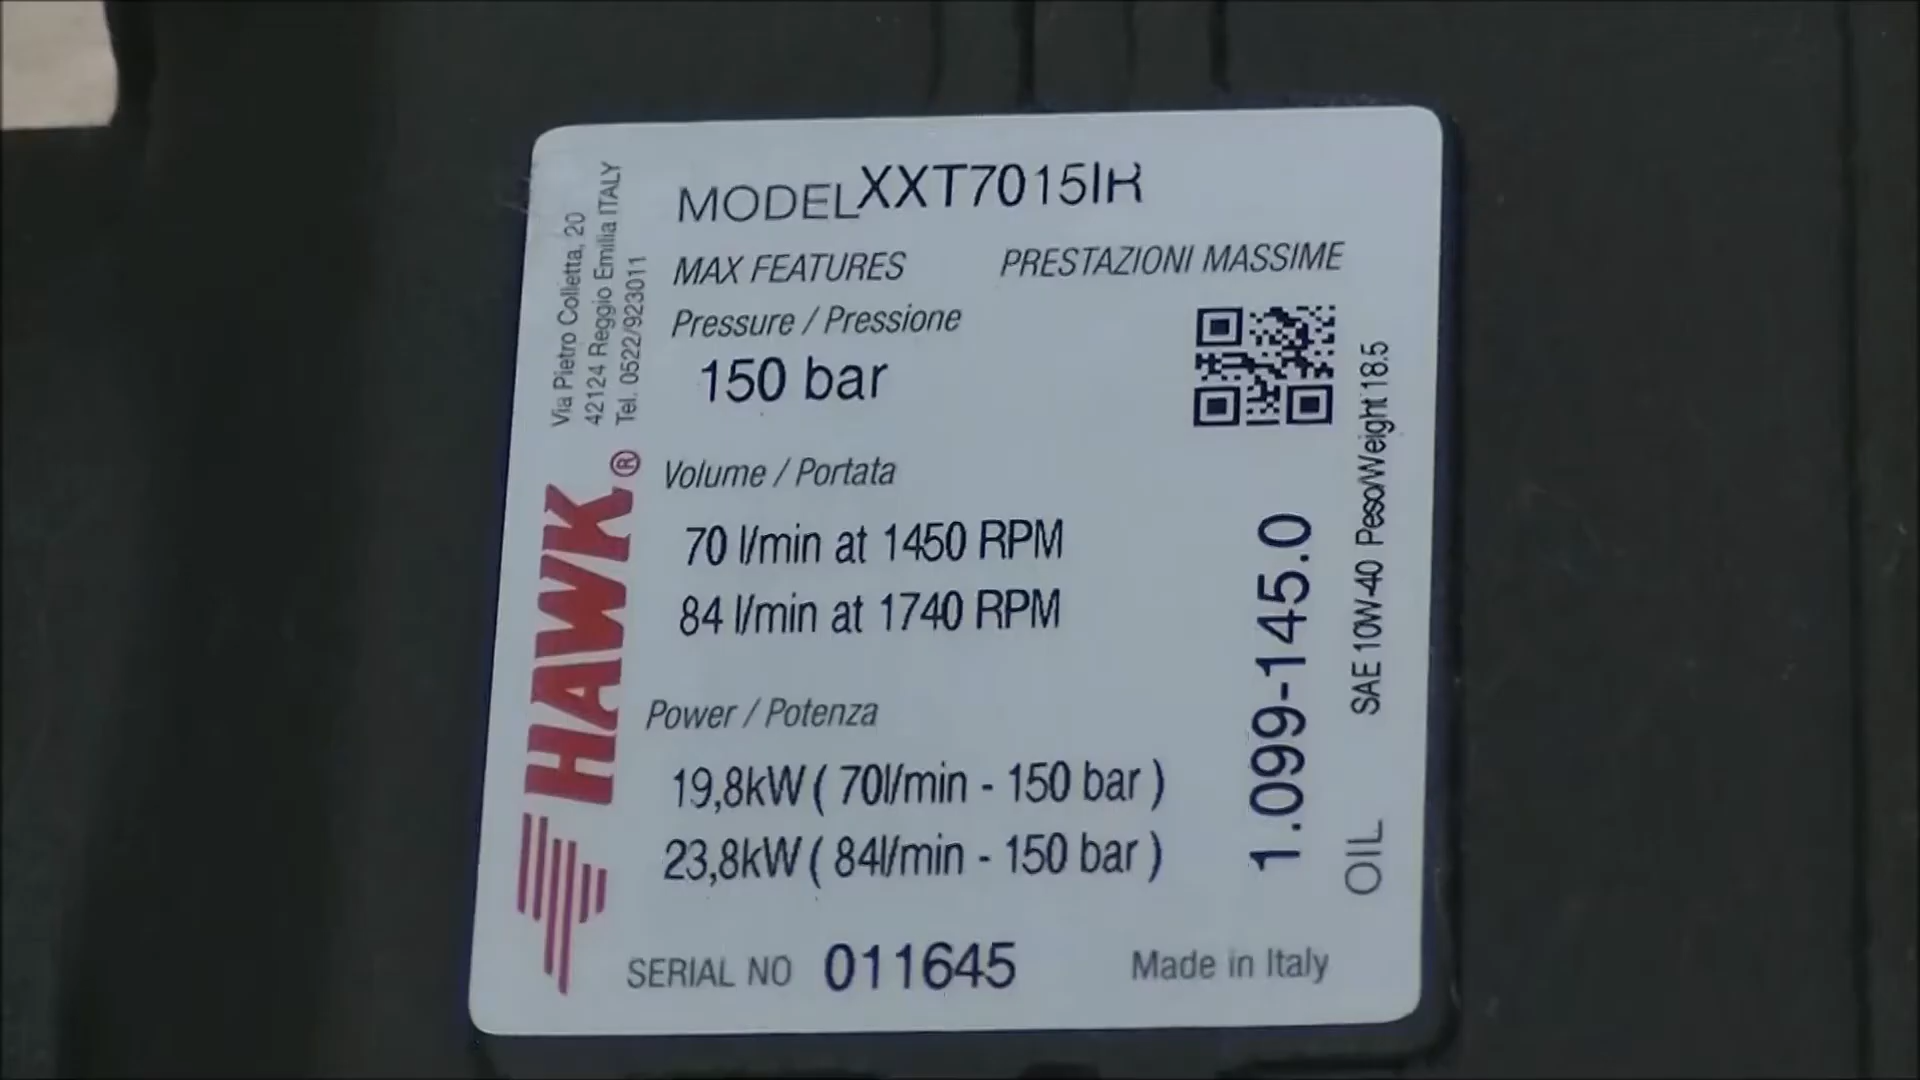 MODEL XXT7015IR
MAX FEATURES PRESTAZIONI MASSIME
Pressure / Pressione
150 bar
Volume / Portata
70 l/min at 1450 RPM
84 l/min at 1740 RPM
Power / Potenza
19,8kW ( 70l/min - 150 bar )
23,8kW ( 84l/min - 150 bar )
SERIAL NO 011645
Made in Italy
HAWK®
Via Pietro Colletta, 20
42124 Reggio Emilia ITALY
Tel. 0522/923011
1.099-145.0
OIL SAE 10W-40 Peso/Weight 18.5